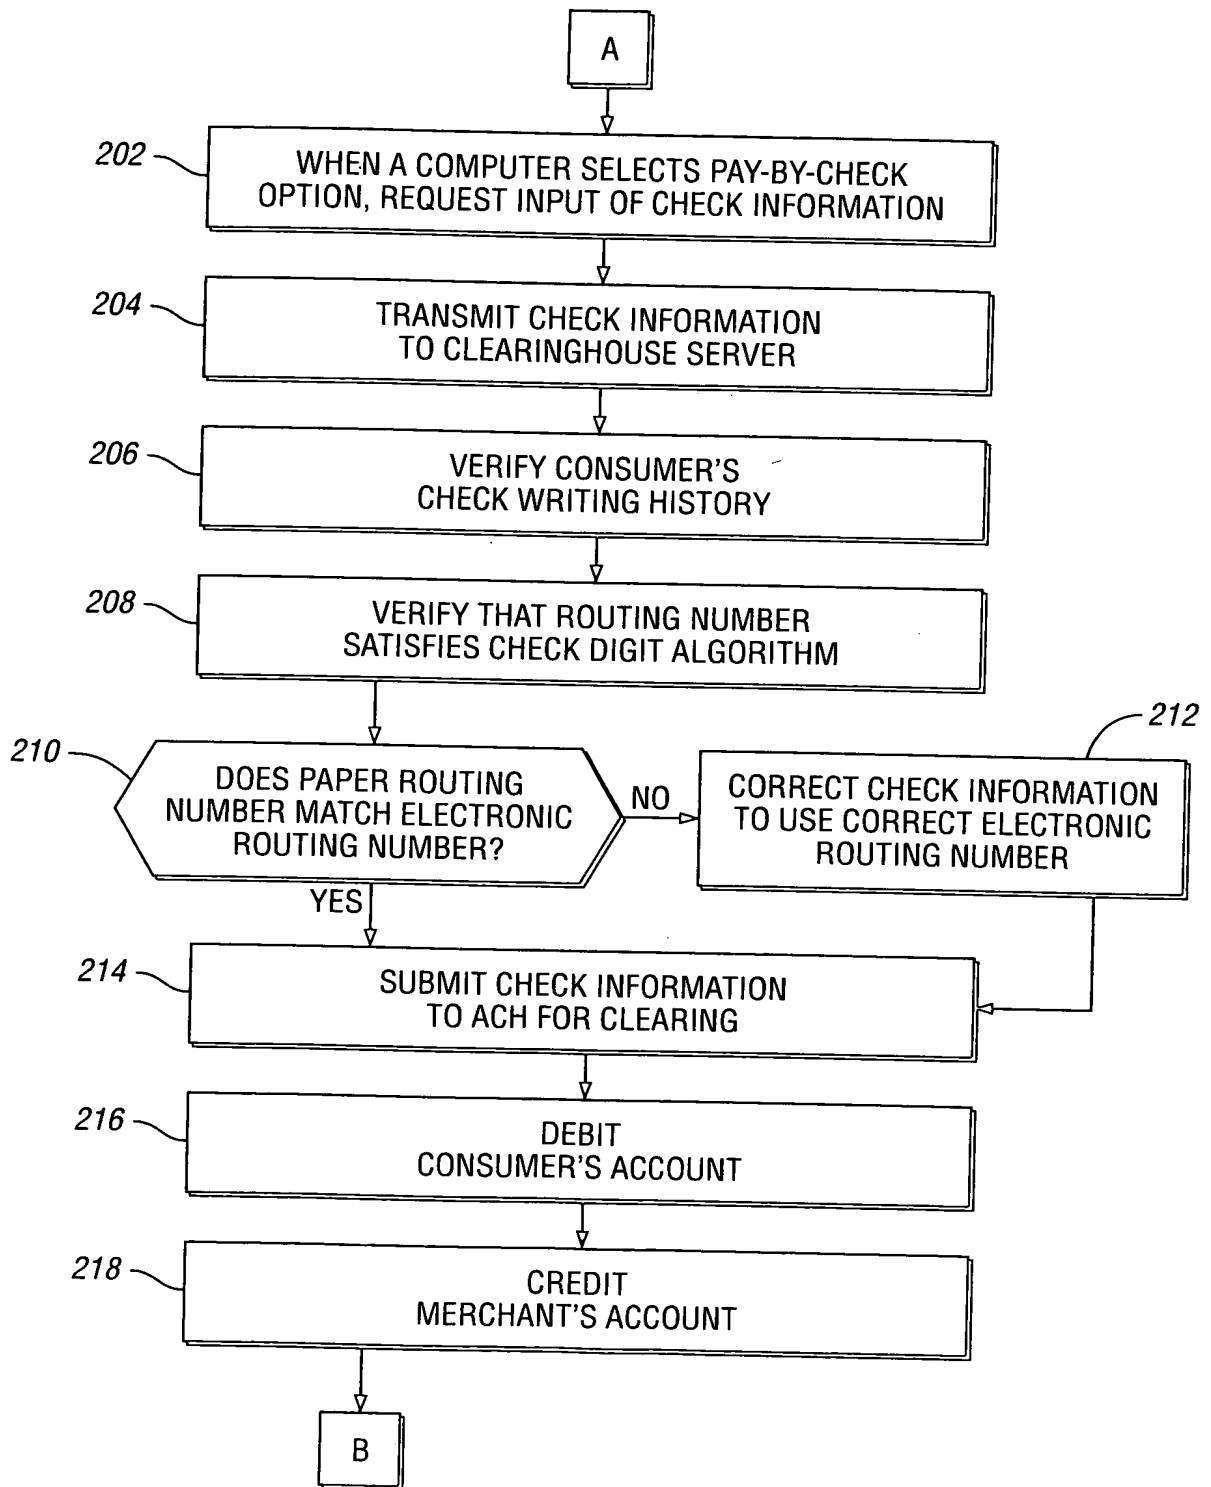 A
202
WHEN A COMPUTER SELECTS PAY-BY-CHECK
OPTION, REQUEST INPUT OF CHECK INFORMATION
204
TRANSMIT CHECK INFORMATION
TO CLEARINGHOUSE SERVER
206
VERIFY CONSUMER'S
CHECK WRITING HISTORY
208
VERIFY THAT ROUTING NUMBER
SATISFIES CHECK DIGIT ALGORITHM
210
DOES PAPER ROUTING
NUMBER MATCH ELECTRONIC
ROUTING NUMBER?
NO
212
CORRECT CHECK INFORMATION
TO USE CORRECT ELECTRONIC
ROUTING NUMBER
YES
214
SUBMIT CHECK INFORMATION
TO ACH FOR CLEARING
216
DEBIT
CONSUMER'S ACCOUNT
218
CREDIT
MERCHANT'S ACCOUNT
B